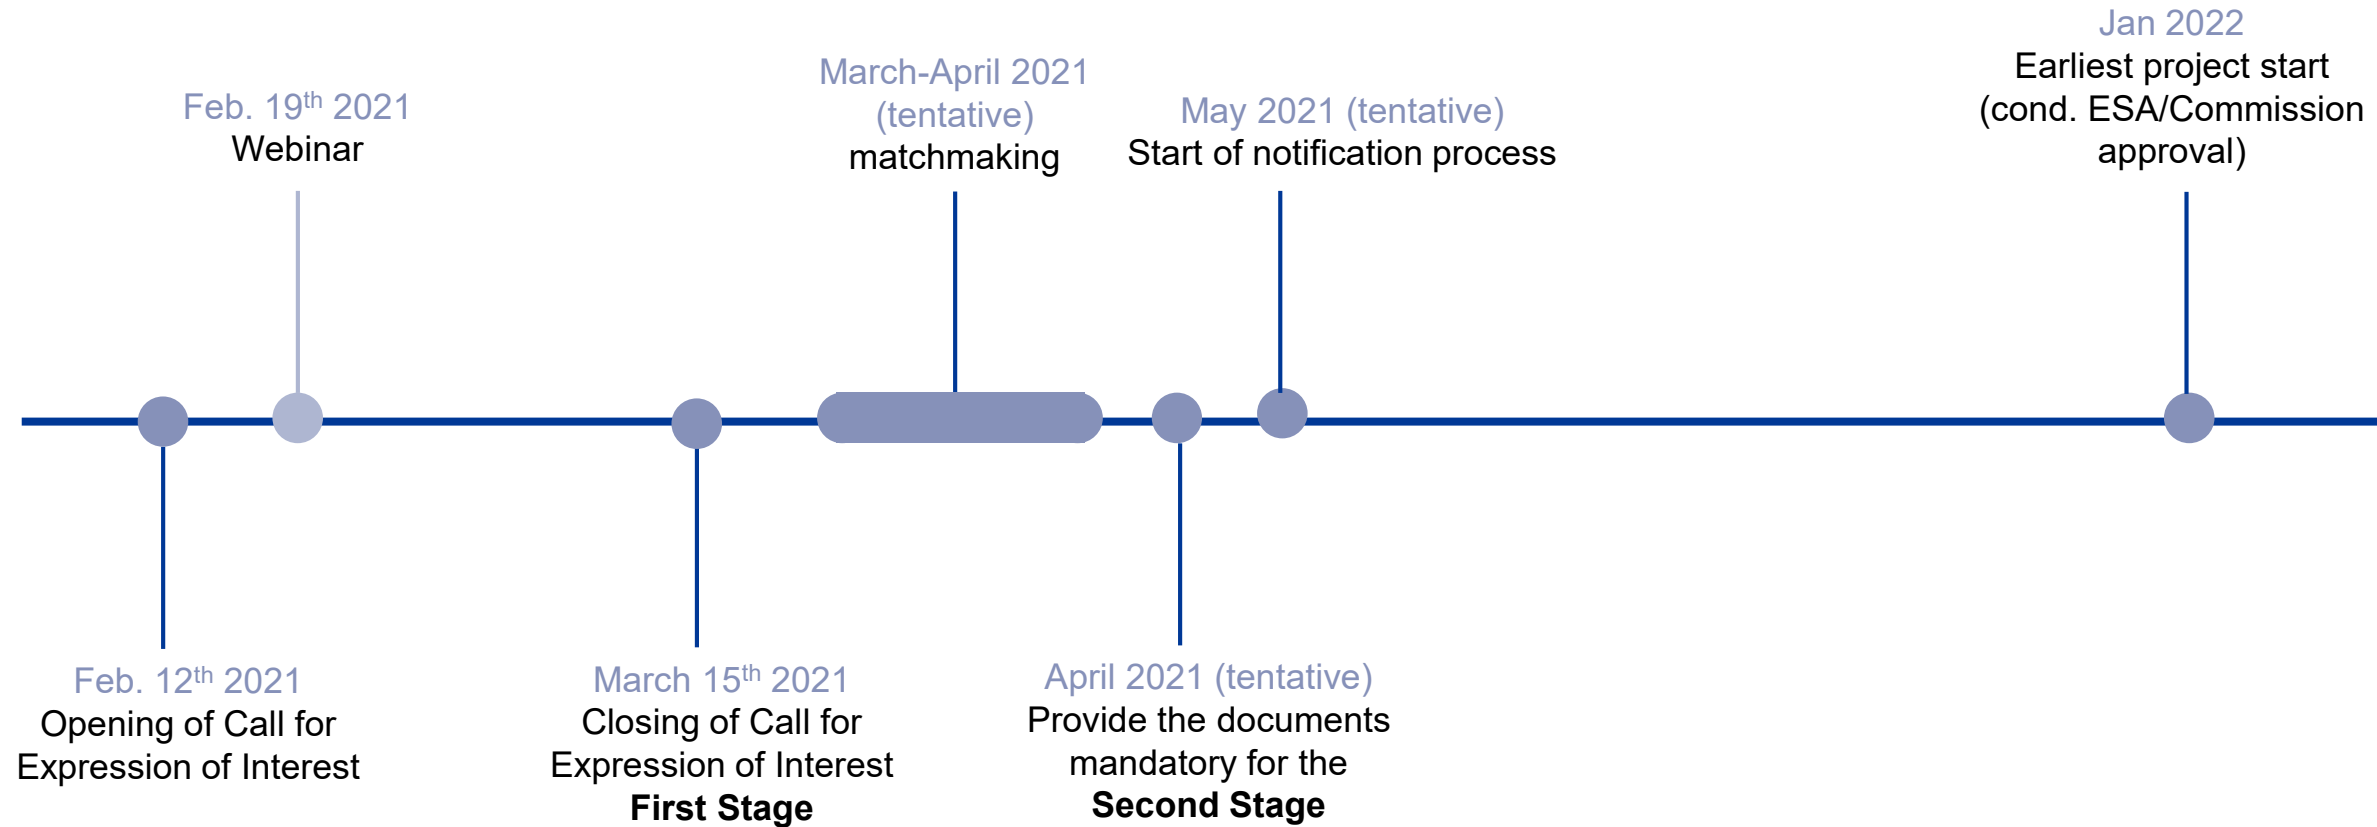 Jan 2022
Earliest project start
(cond. ESA/Commission
approval)
March-April 2021
(tentative)
matchmaking
Feb. 19th 2021
Webinar
May 2021 (tentative)
Start of notification process
Feb. 12th 2021
Opening of Call for
Expression of Interest
March 15th 2021
Closing of Call for
Expression of Interest
First Stage
April 2021 (tentative)
Provide the documents
mandatory for the
Second Stage